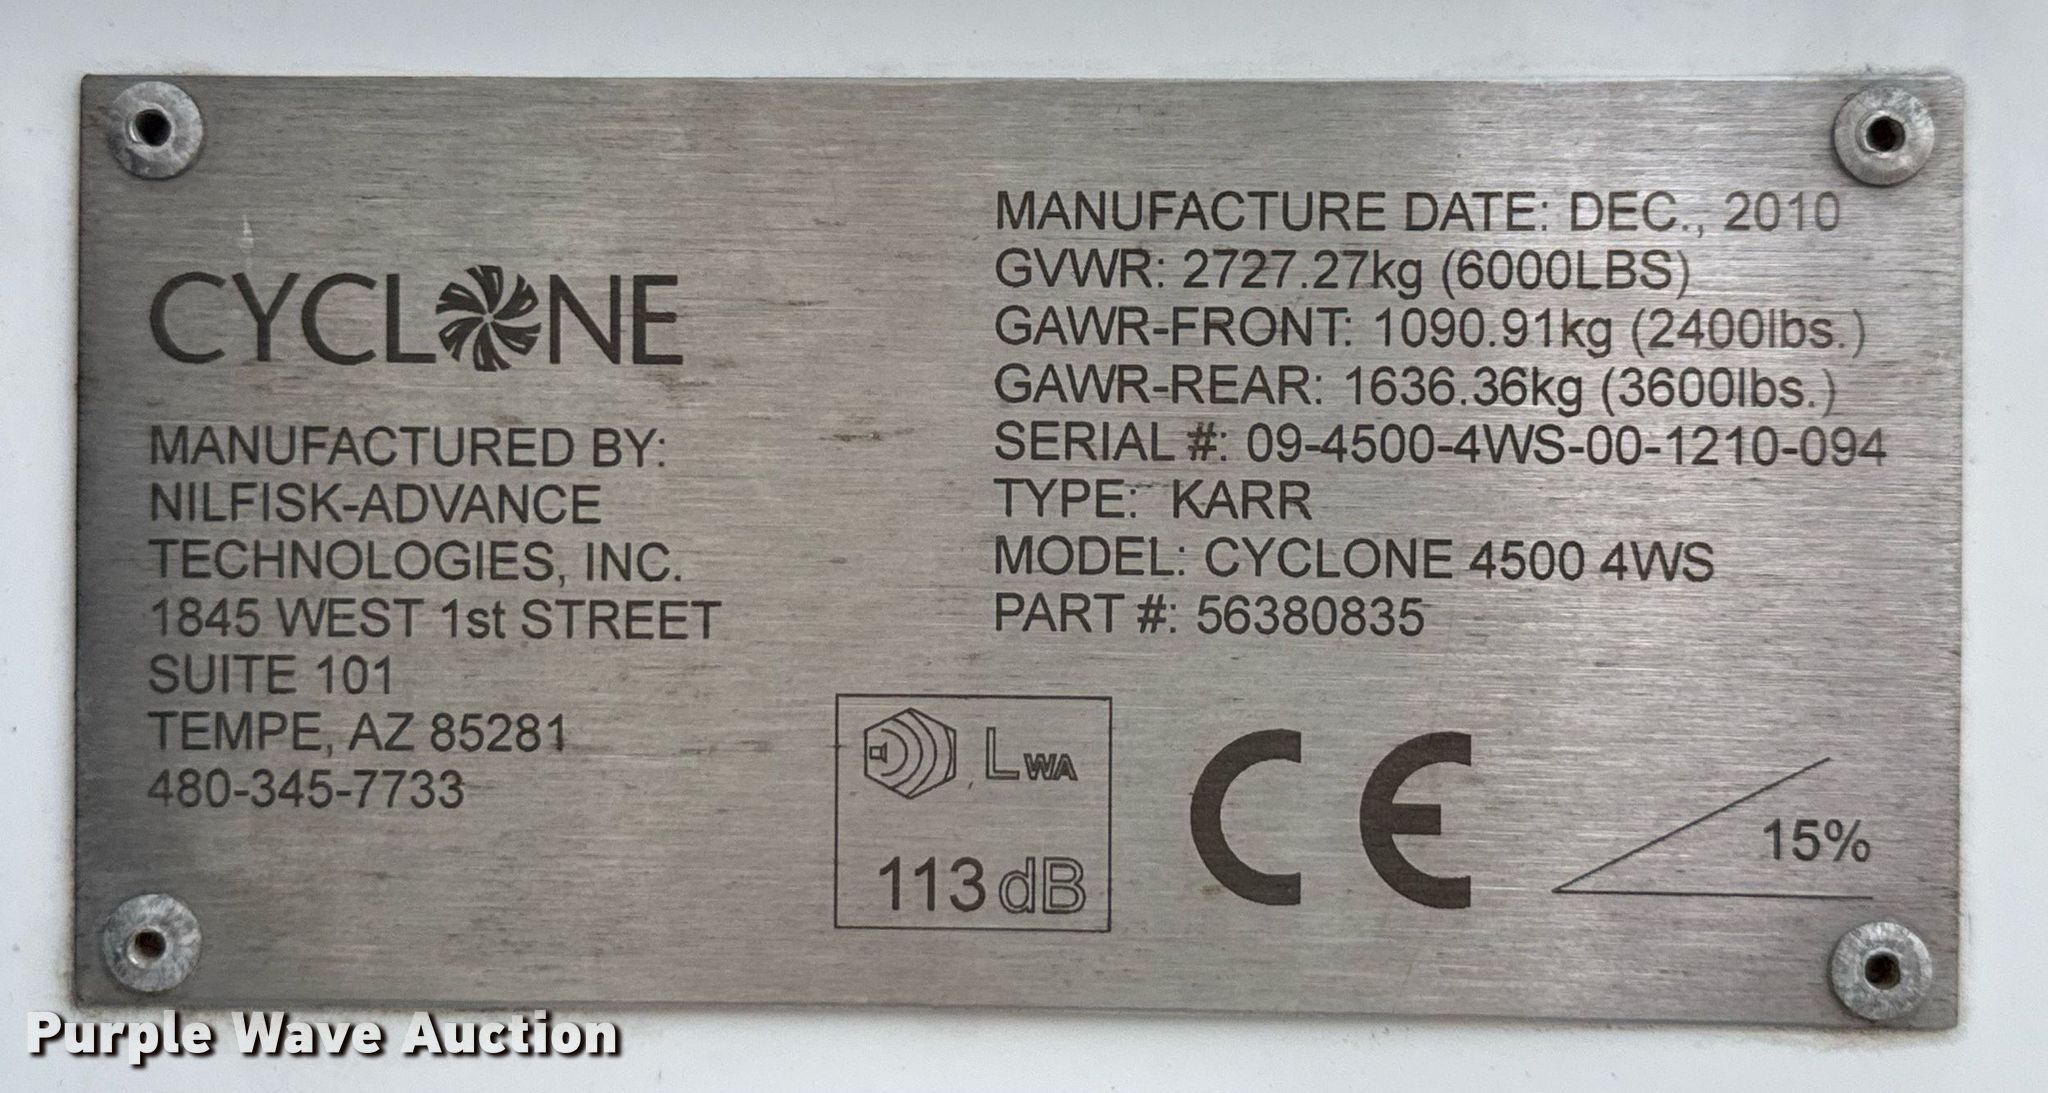 CYCLONE
MANUFACTURED BY:
NILFISK-ADVANCE
TECHNOLOGIES, INC.
1845 WEST 1st STREET
SUITE 101
TEMPE, AZ 85281
480-345-7733
MANUFACTURE DATE: DEC., 2010
GVWR: 2727.27kg (6000LBS)
GAWR-FRONT: 1090.91kg (2400lbs.)
GAWR-REAR: 1636.36kg (3600lbs.)
SERIAL #: 09-4500-4WS-00-1210-094
TYPE: KARR
MODEL: CYCLONE 4500 4WS
PART #: 56380835
LWA
113 dB
CE
15%
Purple Wave Auction